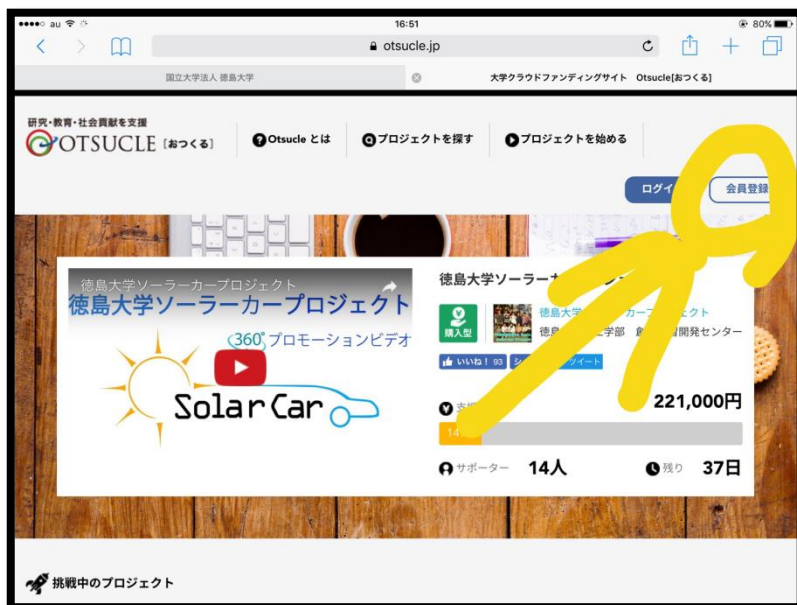 au
16:51
80%
otsucle.jp
国立大学法人 徳島大学
大学クラウドファンディングサイト Otsucle[おつくる]
研究・教育・社会貢献を支援
OTSUCLE [おつくる]
Otsucle とは
プロジェクトを探す
プロジェクトを始める
会員登録
徳島大学ソーラーカープロジェクト
徳島大学ソーラーカープロジェクト
360°プロモーションビデオ
Solar Car
徳島大学ソーラー
購入型
徳島大学
カープロジェクト
徳島
工学部 創
開発センター
いいね! 93
ツイート
221,000円
14
サポーター 14人
残り 37日
挑戦中のプロジェクト